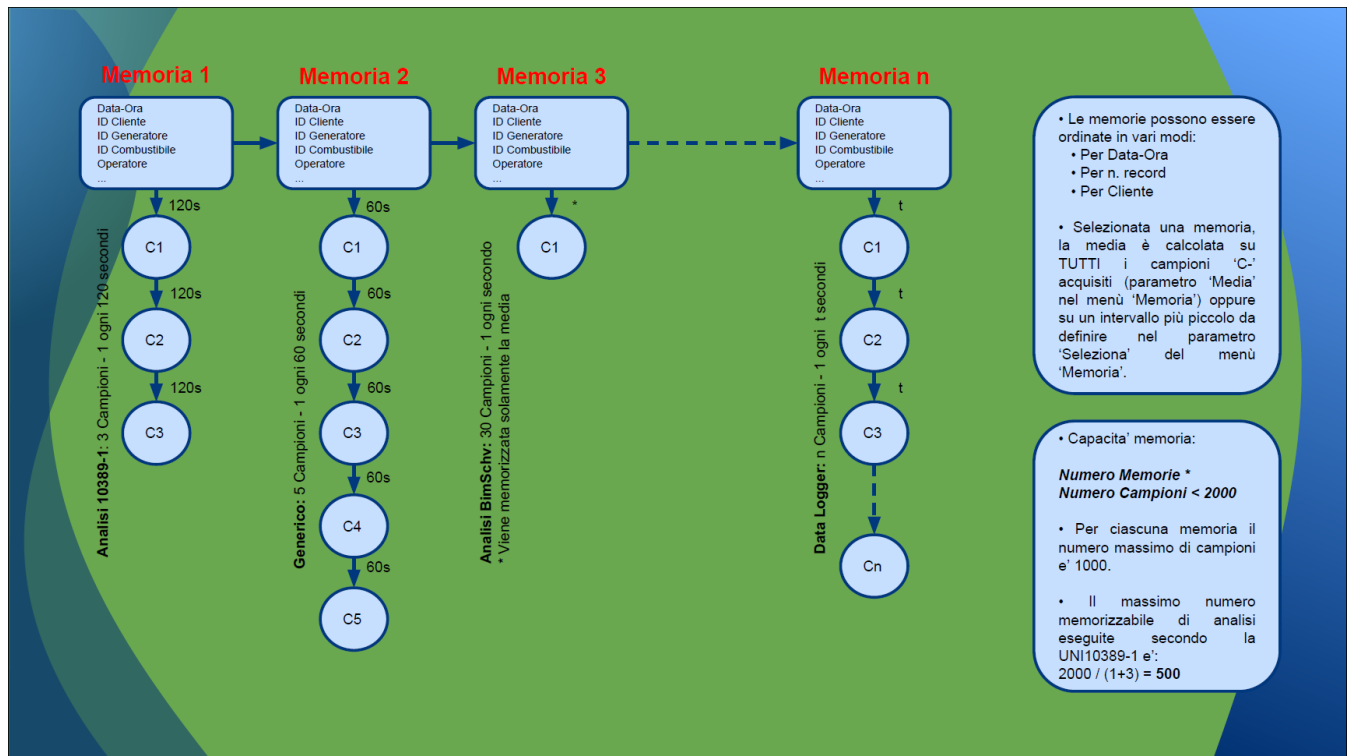 Memoria 1
Data-Ora
ID Cliente
ID Generatore
ID Combustibile
Operatore
...
120s
C1
120s
C2
120s
C3
Analisi 10389-1: 3 Campioni - 1 ogni 120 secondi
Memoria 2
Data-Ora
ID Cliente
ID Generatore
ID Combustibile
Operatore
...
60s
C1
60s
C2
60s
C3
60s
C4
60s
C5
Generico: 5 Campioni - 1 ogni 60 secondi
Memoria 3
Data-Ora
ID Cliente
ID Generatore
ID Combustibile
Operatore
...
*
C1
Analisi BimSchv: 30 Campioni - 1 ogni secondo
* Viene memorizzata solamente la media
Memoria n
Data-Ora
ID Cliente
ID Generatore
ID Combustibile
Operatore
...
t
C1
t
C2
t
C3
Cn
Data Logger: n Campioni - 1 ogni t secondi
• Le memorie possono essere
ordinate in vari modi:
• Per Data-Ora
• Per n. record
• Per Cliente
• Selezionata una memoria,
la media è calcolata su
TUTTI i campioni ‘C-’
acquisiti (parametro ‘Media’
nel menù ‘Memoria’) oppure
su un intervallo più piccolo da
definire nel parametro
‘Seleziona’ del menù
‘Memoria’.
• Capacita’ memoria:
Numero Memorie *
Numero Campioni < 2000
• Per ciascuna memoria il
numero massimo di campioni
e’ 1000.
• Il massimo numero
memorizzabile di analisi
eseguite secondo la
UNI10389-1 e’:
2000 / (1+3) = 500